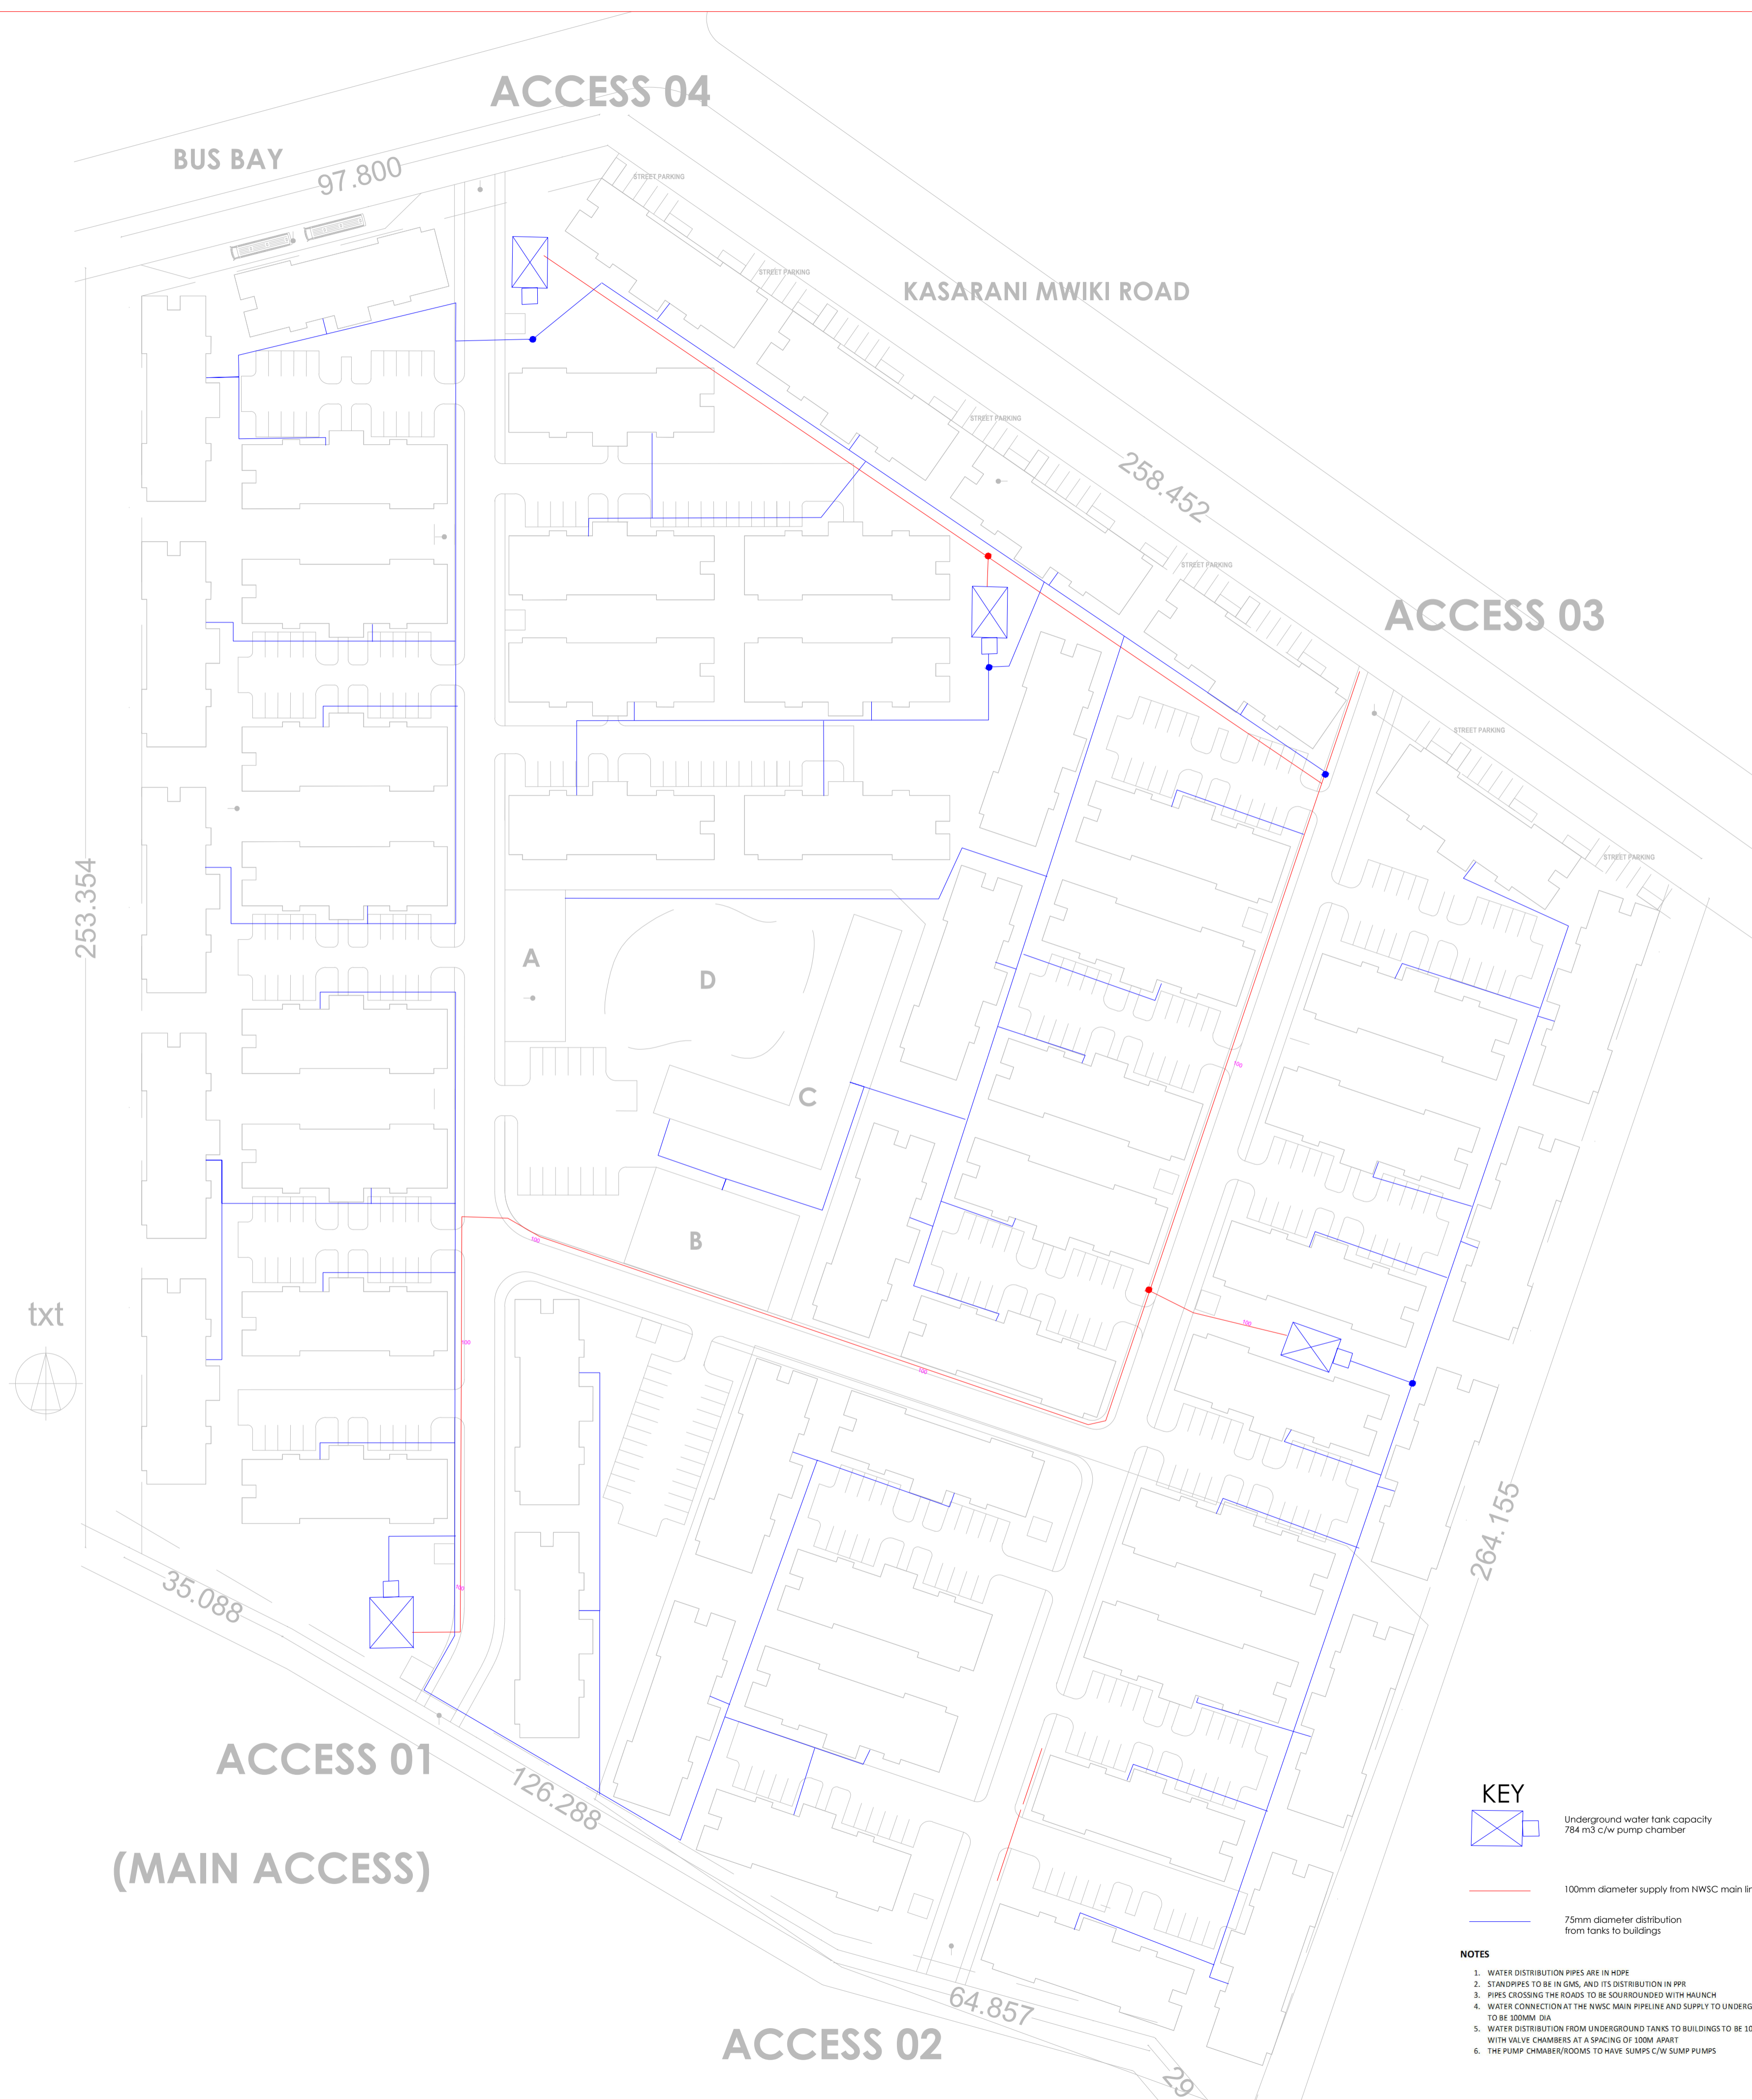 ACCESS 04
BUS BAY
97.800
STREET PARKING
STREET PARKING
KASARANI MWIKI ROAD
STREET PARKING
258.452
STREET PARKING
ACCESS 03
STREET PARKING
STREET PARKING
253.354
A
D
100
C
B
100
100
txt
100
100
264.155
100
35.088
ACCESS 01
126.288
(MAIN ACCESS)
64.857
ACCESS 02
29
KEY
Underground water tank capacity
784 m3 c/w pump chamber
100mm diameter supply from NWSC main
75mm diameter distribution
from tanks to buildings
NOTES
1. WATER DISTRIBUTION PIPES ARE IN HDPE
2. STANDPIPES TO BE IN GMS, AND ITS DISTRIBUTION IN PPR
3. PIPES CROSSING THE ROADS TO BE SOURROUNDED WITH HAUNCH
4. WATER CONNECTION AT THE NWSC MAIN PIPELINE AND SUPPLY TO
TO BE 100MM DIA
5. WATER DISTRIBUTION FROM UNDERGROUND TANKS TO BUILDINGS TO BE
WITH VALVE CHAMBERS AT A SPACING OF 100M APART
6. THE PUMP CHMABER/ROOMS TO HAVE SUMPS C/W SUMP PUMPS